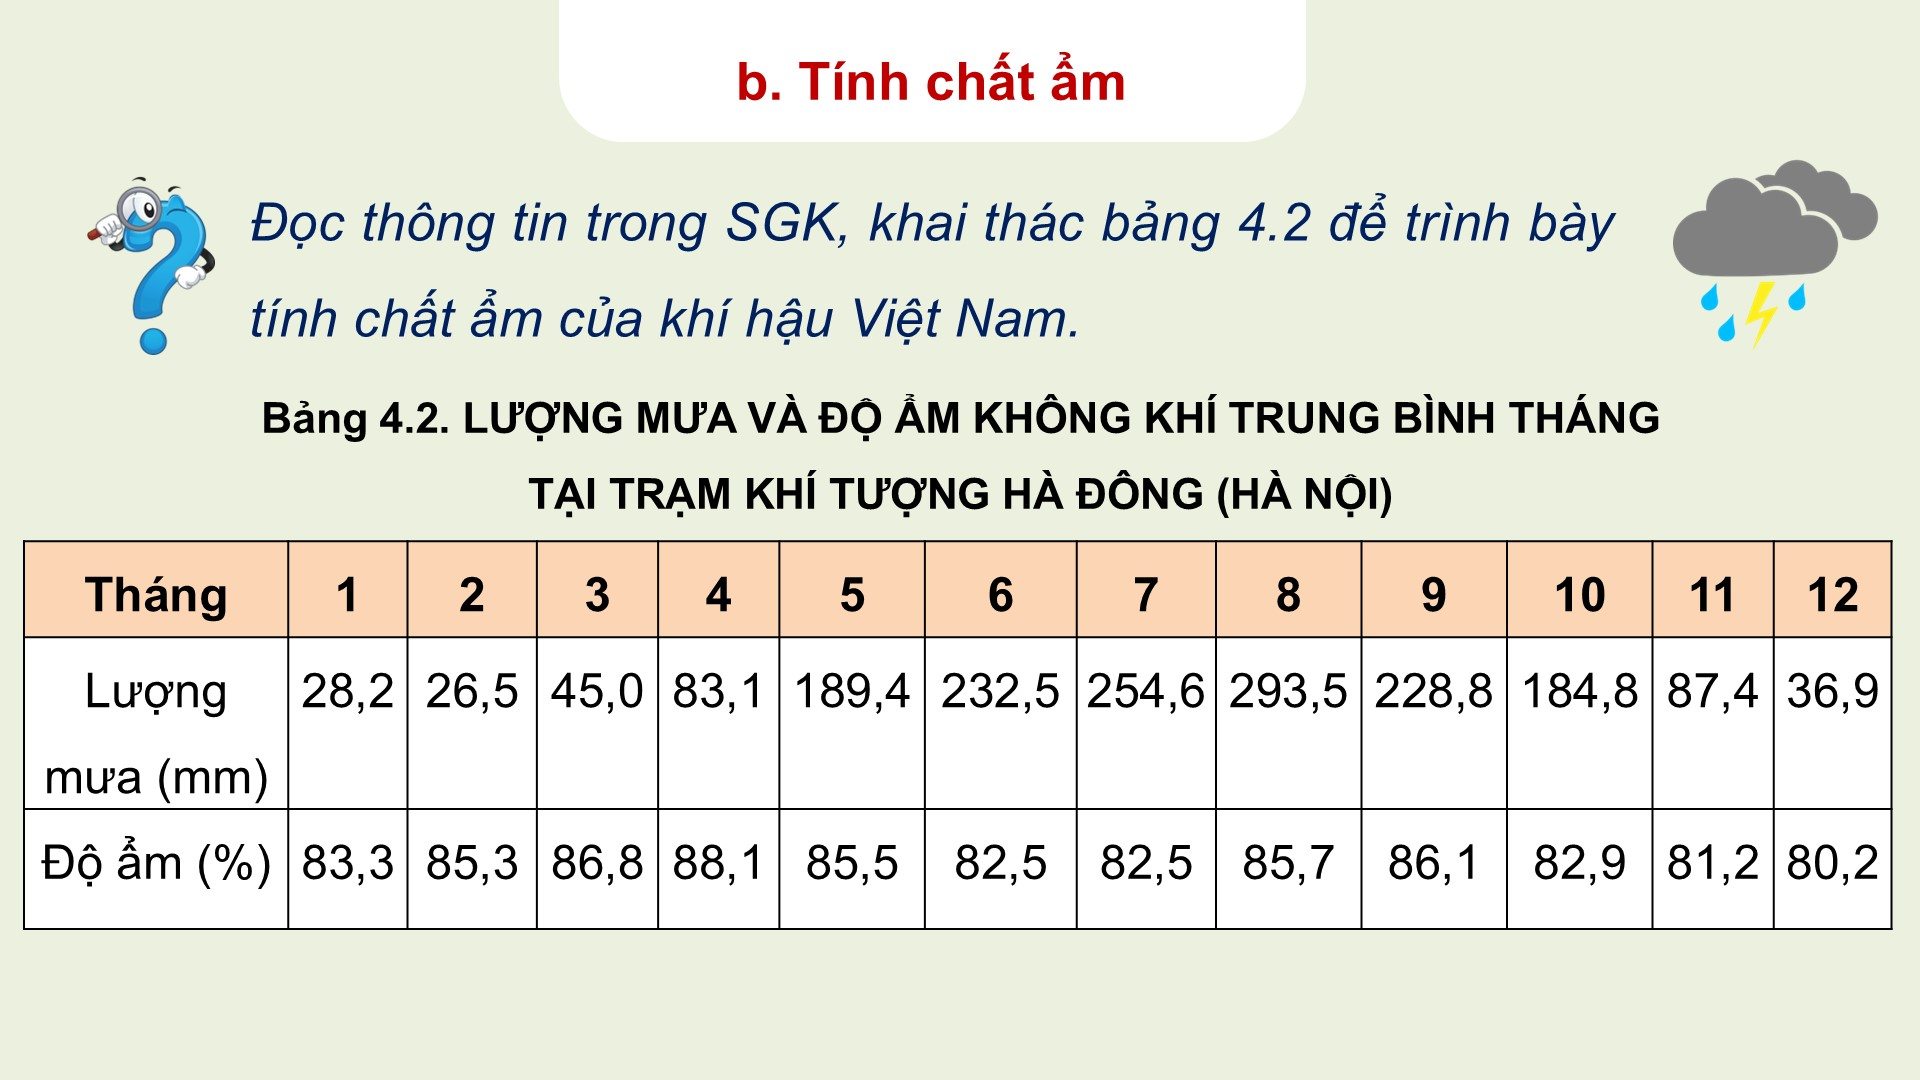 b. Tính chất ẩm
Đọc thông tin trong SGK, khai thác bảng 4.2 để trình bày
tính chất ẩm của khí hậu Việt Nam.
Bảng 4.2. LƯỢNG MƯA VÀ ĐỘ ẨM KHÔNG KHÍ TRUNG BÌNH THÁNG
TẠI TRẠM KHÍ TƯỢNG HÀ ĐÔNG (HÀ NỘI)
Tháng 1 2 3 4 5 6 7 8 9 10 11 12
Lượng 28,2 26,5 45,0 83,1 189,4 232,5 254,6 293,5 228,8 184,8 87,4 36,9
mưa (mm)
Độ ẩm (%) 83,3 85,3 86,8 88,1 85,5 82,5 82,5 85,7 86,1 82,9 81,2 80,2